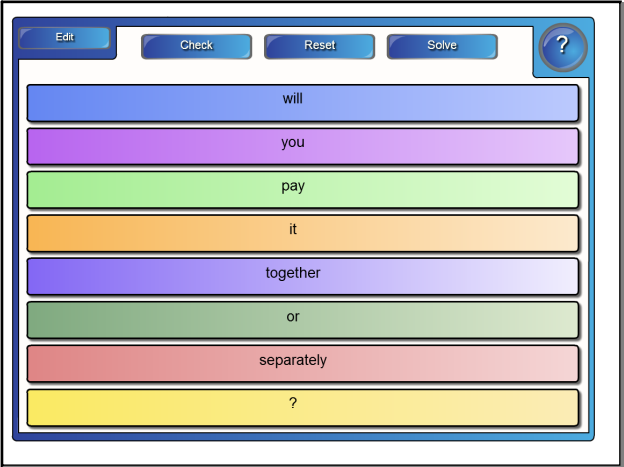 Edit
Check Reset Solve ?
will
you
pay
it
together
or
separately
?